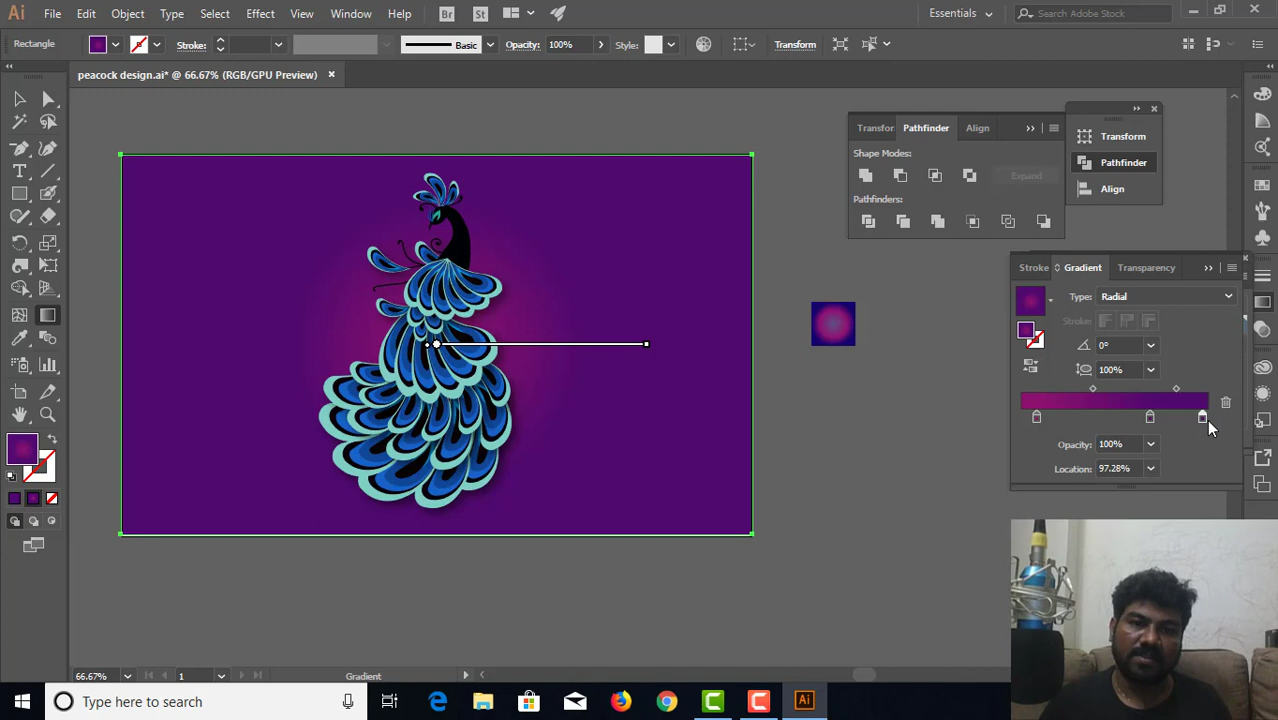 Ai File Edit Object Type Select Effect View Window Help Br St Essentials Search Adobe Stock
Rectangle Stroke: Basic Opacity: 100% Style: Transform
peacock design.ai* @ 66.67% (RGB/GPU Preview)
Transfor Pathfinder Align
Shape Modes:
Expand
Pathfinders:
Transform
Pathfinder
Align
Stroke Gradient Transparency
Type: Radial
Stroke:
0°
100%
Opacity: 100%
Location: 97.28%
66.67% 1 Gradient
Type here to search
Ai